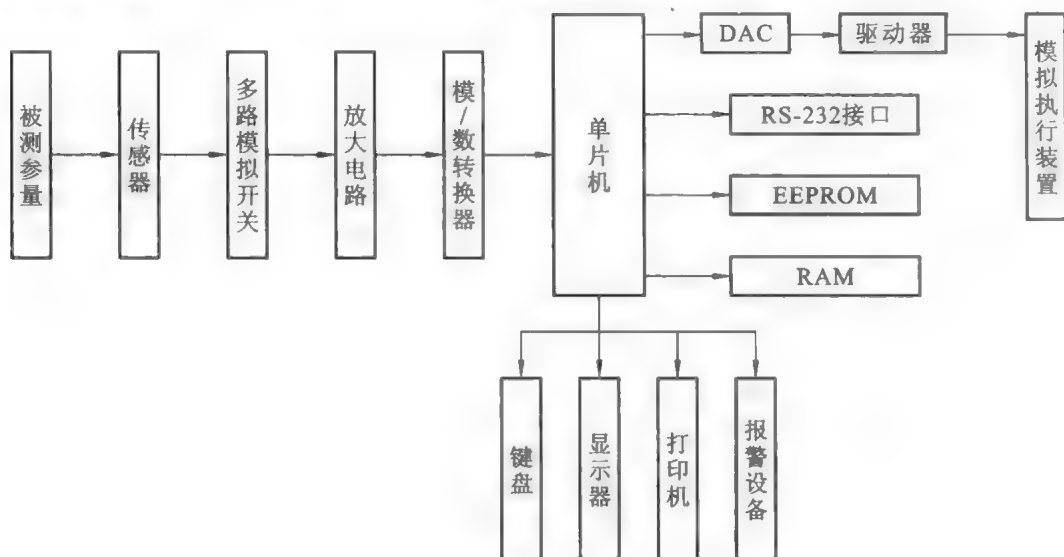 被测参量
传感器
多路模拟开关
放大电路
模/数转换器
单片机
DAC
驱动器
模拟执行装置
RS-232接口
EEPROM
RAM
键盘
显示器
打印机
报警设备